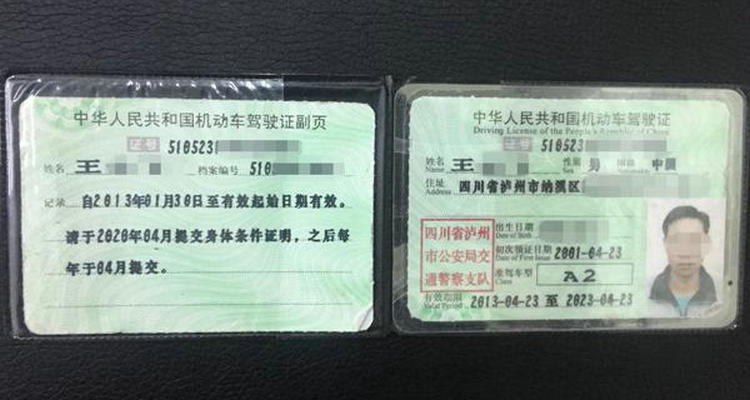 中华人民共和国机动车驾驶证副页
证号 510523
姓名 王
档案编号 510
记录 自2013年01月30日至有效起始日期有效。
请于2020年04月提交身体条件证明,之后每
年于04月提交。
中华人民共和国机动车驾驶证
Driving License of the People's Republic of China
证号 510523
姓名 Name 王 性别 Sex 男 国籍 Nationality 中国
住址 Address 四川省泸州市纳溪区
四川省泸州
市公安局交
通警察支队
出生日期
Date of Birth
初次领证日期 2001-04-23
Date of First Issue
准驾车型 A2
Class
有效期限 2013-04-23 至 2023-04-23
Valid Period